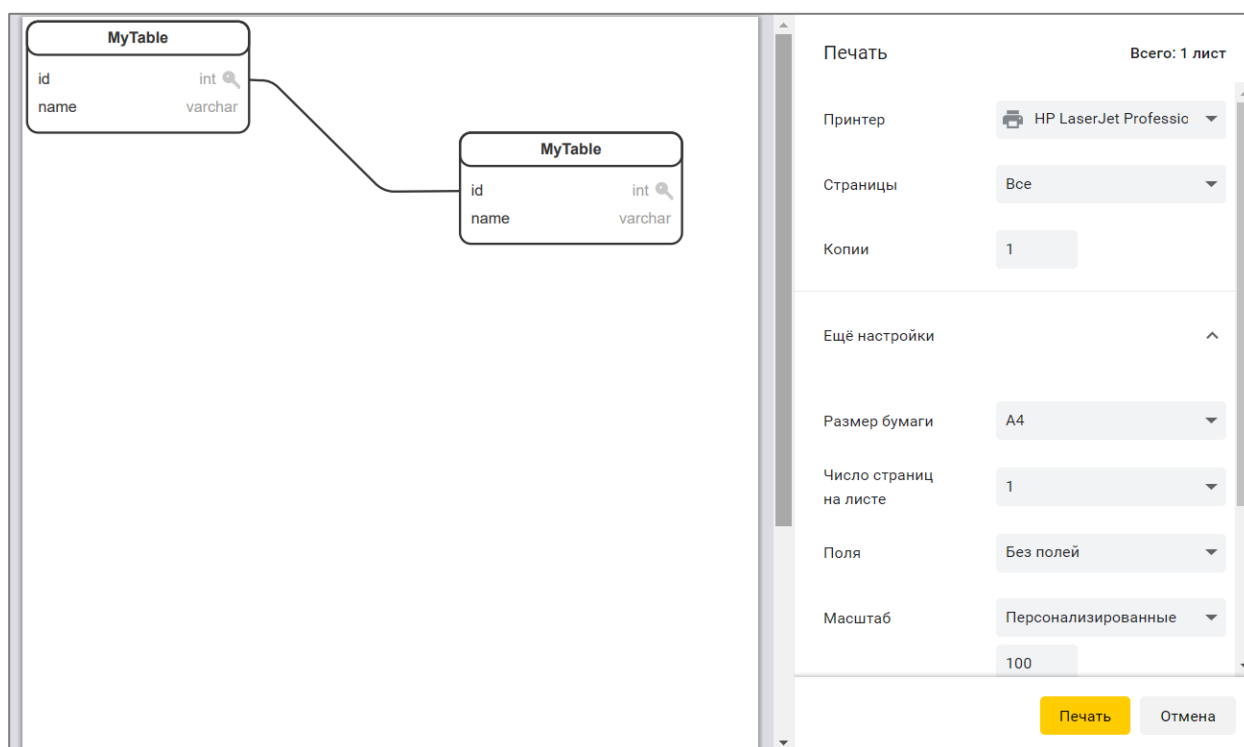 MyTable
id int
name varchar
MyTable
id int
name varchar
Печать Всего: 1 лист
Принтер HP LaserJet Professio
Страницы Все
Копии 1
Ещё настройки
Размер бумаги A4
Число страниц
на листе 1
Поля Без полей
Масштаб Персонализированные
100
Печать Отмена